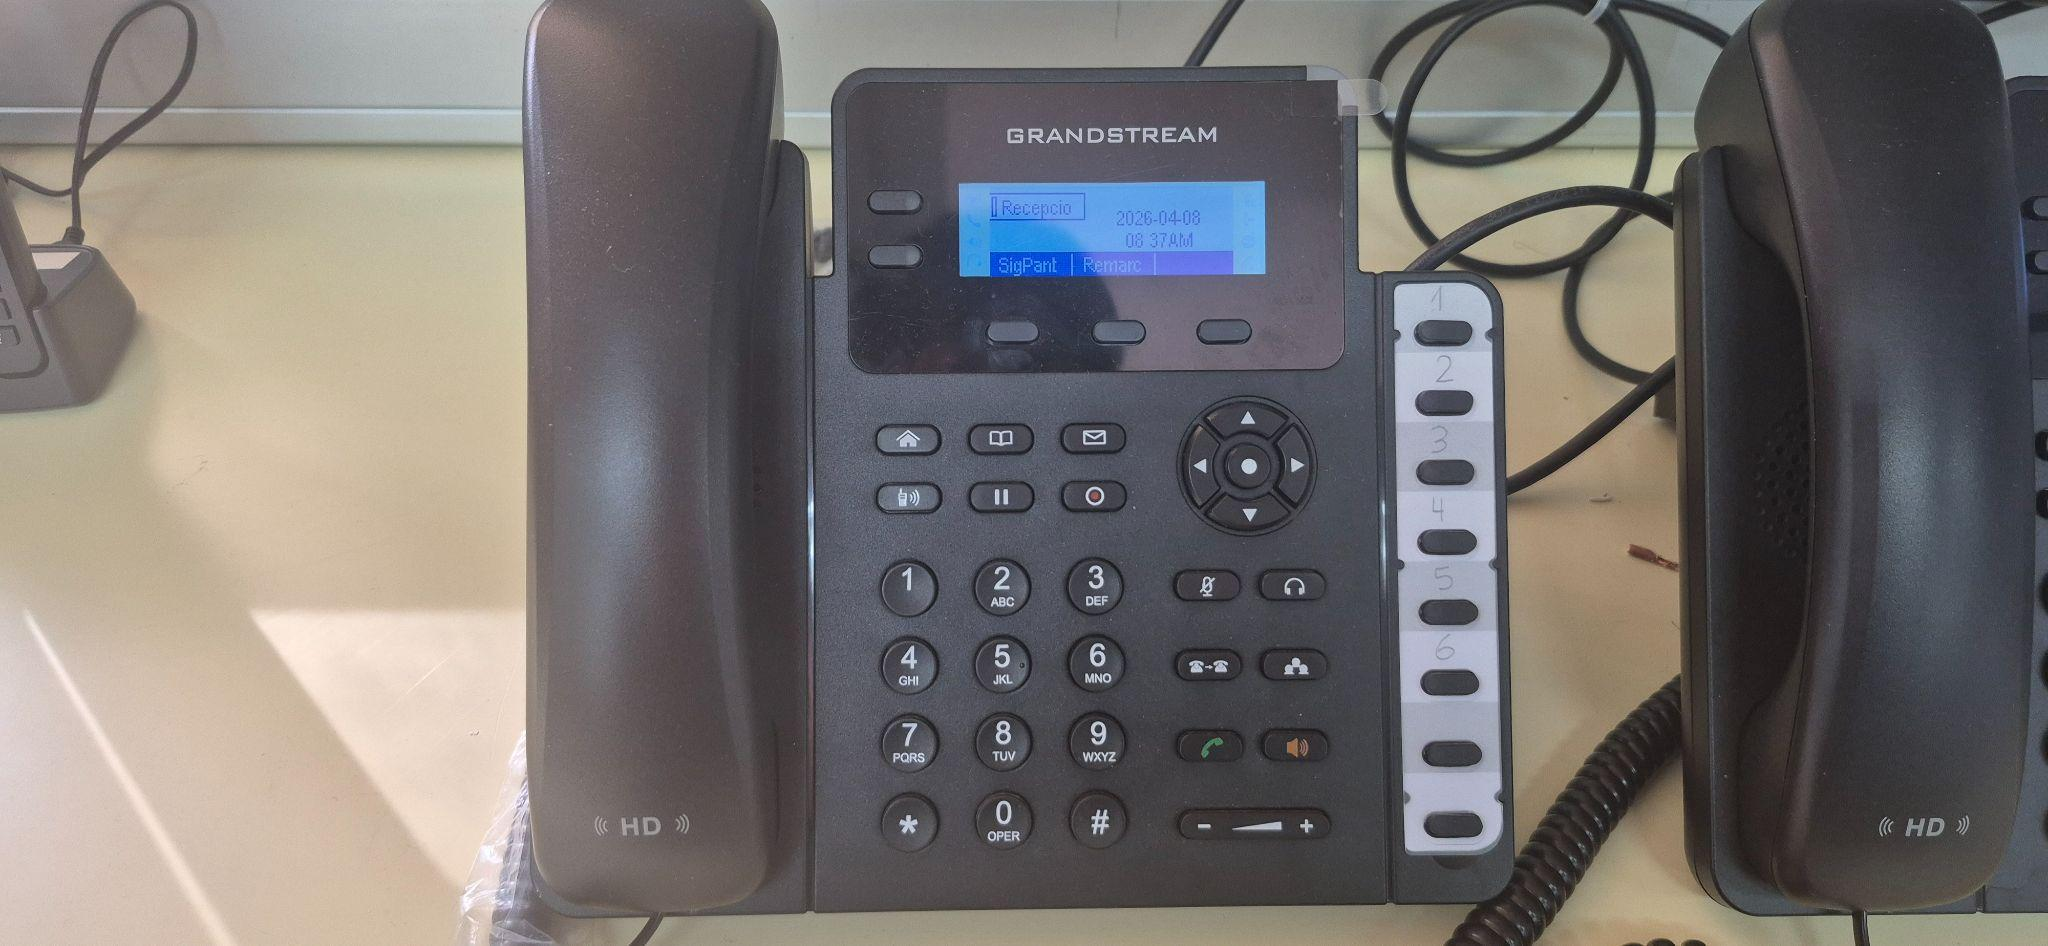 GRANDSTREAM
Recepcio
2026-04-08
08 37AM
SigPant Remarc
1
2
3
4
5
6
1
2 ABC
3 DEF
4 GHI
5 JKL
6 MNO
7 PQRS
8 TUV
9 WXYZ
*
0 OPER
#
- +
HD
HD